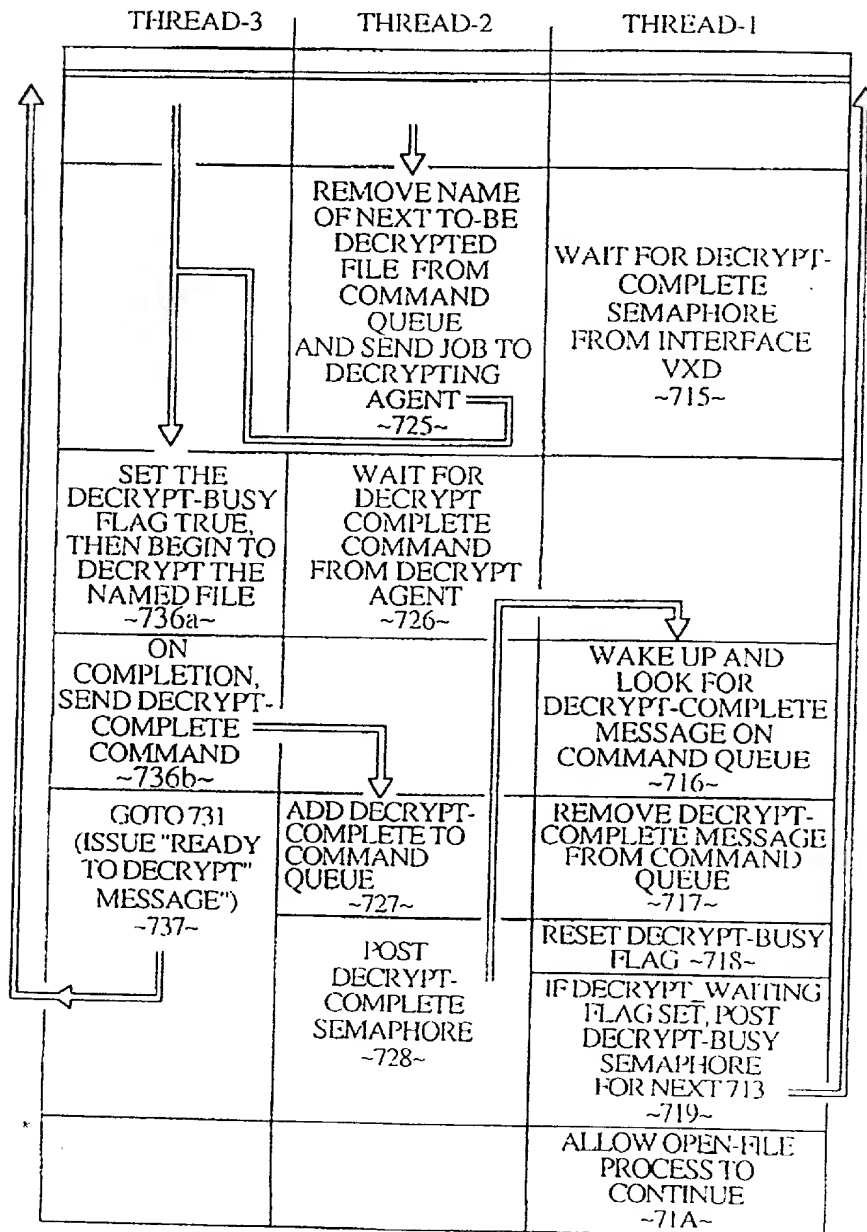 THREAD-3
THREAD-2
THREAD-1
REMOVE NAME
OF NEXT TO-BE
DECRYPTED
FILE FROM
COMMAND
QUEUE
AND SEND JOB TO
DECRYPTING
AGENT
~725~
WAIT FOR DECRYPT-
COMPLETE
SEMAPHORE
FROM INTERFACE
VXD
~715~
SET THE
DECRYPT-BUSY
FLAG TRUE,
THEN BEGIN TO
DECRYPT THE
NAMED FILE
~736a~
WAIT FOR
DECRYPT
COMPLETE
COMMAND
FROM DECRYPT
AGENT
~726~
ON
COMPLETION,
SEND DECRYPT-
COMPLETE
COMMAND
~736b~
WAKE UP AND
LOOK FOR
DECRYPT-COMPLETE
MESSAGE ON
COMMAND QUEUE
~716~
GOTO 731
(ISSUE "READY
TO DECRYPT"
MESSAGE")
~737~
ADD DECRYPT-
COMPLETE TO
COMMAND
QUEUE
~727~
REMOVE DECRYPT-
COMPLETE MESSAGE
FROM COMMAND
QUEUE
~717~
POST
DECRYPT-
COMPLETE
SEMAPHORE
~728~
RESET DECRYPT-BUSY
FLAG ~718~
IF DECRYPT_WAITING
FLAG SET, POST
DECRYPT-BUSY
SEMAPHORE
FOR NEXT 713
~719~
ALLOW OPEN-FILE
PROCESS TO
CONTINUE
~71A~